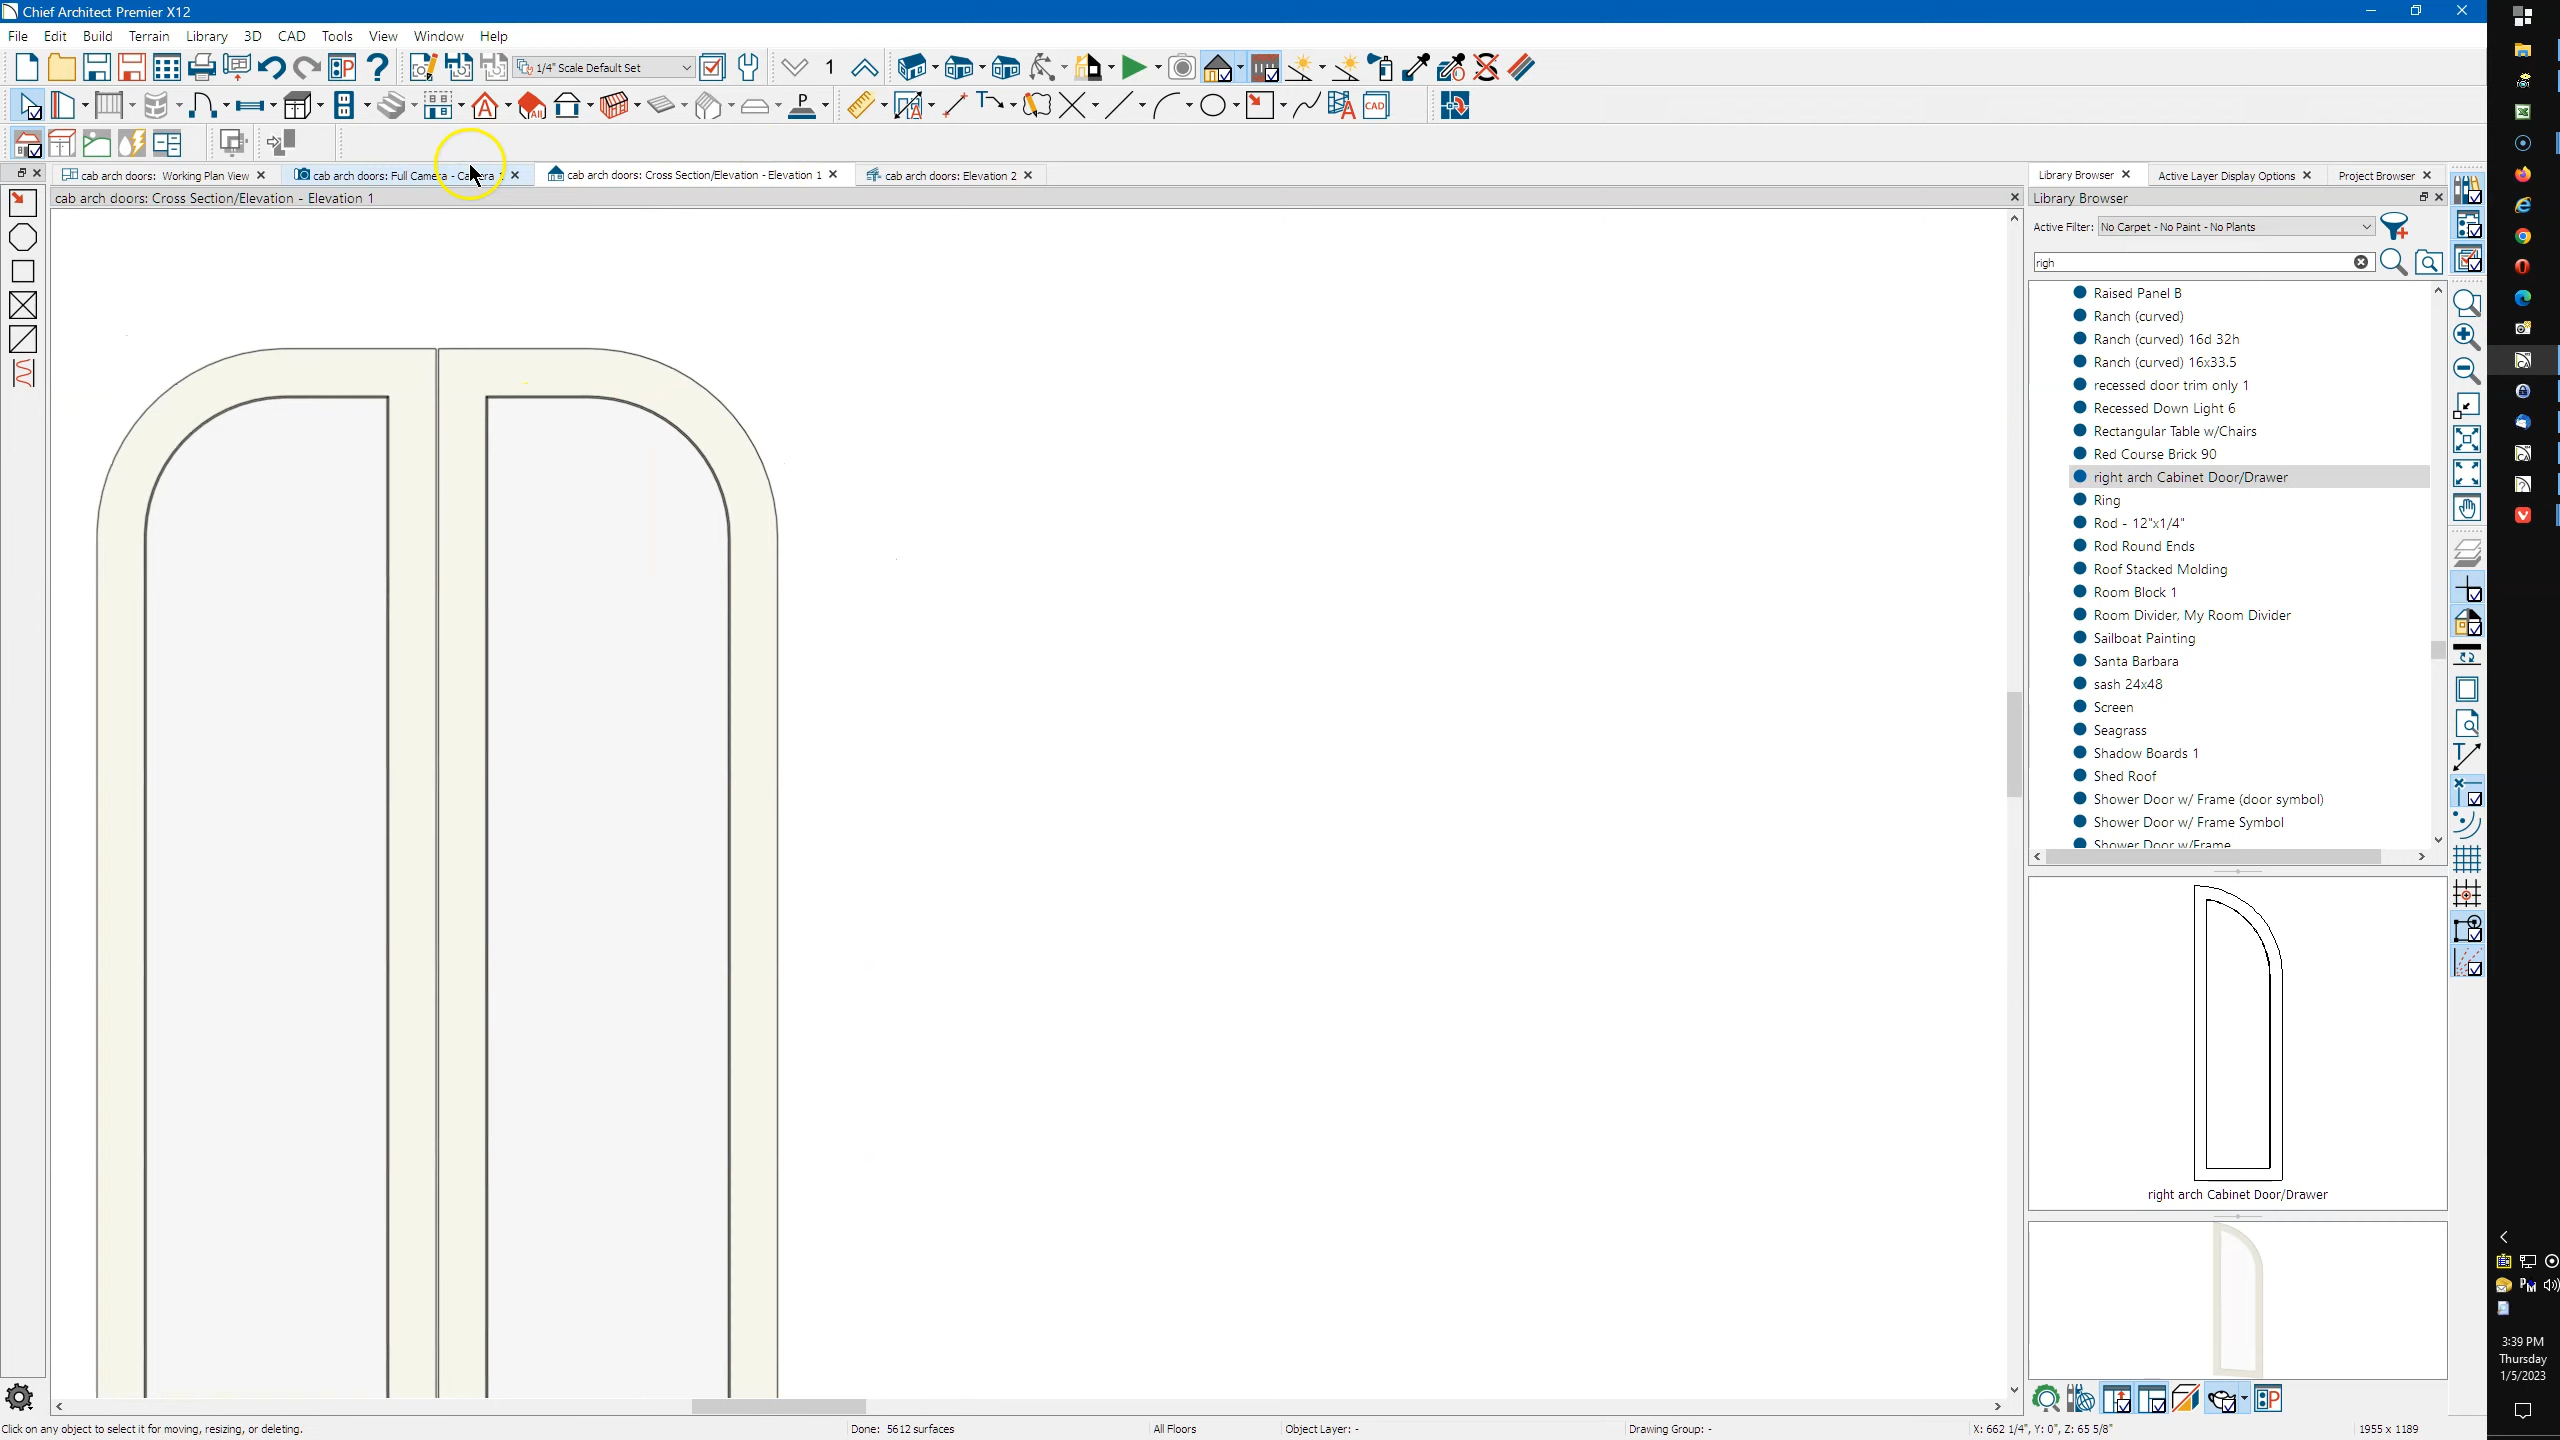 Chief Architect Premier X12
File Edit Build Terrain Library 3D CAD Tools View Window Help
1/4" Scale Default Set
1
cab arch doors: Working Plan View
cab arch doors: Full Camera - Ca
cab arch doors: Cross Section/Elevation - Elevation 1
cab arch doors: Elevation 2
Library Browser
Active Layer Display Options
Project Browser
cab arch doors: Cross Section/Elevation - Elevation 1
Library Browser
Active Filter: No Carpet - No Paint - No Plants
righ
Raised Panel B
Ranch (curved)
Ranch (curved) 16d 32h
Ranch (curved) 16x33.5
recessed door trim only 1
Recessed Down Light 6
Rectangular Table w/Chairs
Red Course Brick 90
right arch Cabinet Door/Drawer
Ring
Rod - 12"x1/4"
Rod Round Ends
Roof Stacked Molding
Room Block 1
Room Divider, My Room Divider
Sailboat Painting
Santa Barbara
sash 24x48
Screen
Seagrass
Shadow Boards 1
Shed Roof
Shower Door w/ Frame (door symbol)
Shower Door w/ Frame Symbol
Shower Door w/Frame
right arch Cabinet Door/Drawer
3:39 PM
Thursday
1/5/2023
Click on any object to select it for moving, resizing, or deleting.
Done: 5612 surfaces
All Floors
Object Layer: -
Drawing Group: -
X: 662 1/4", Y: 0", Z: 65 5/8"
1955 x 1189